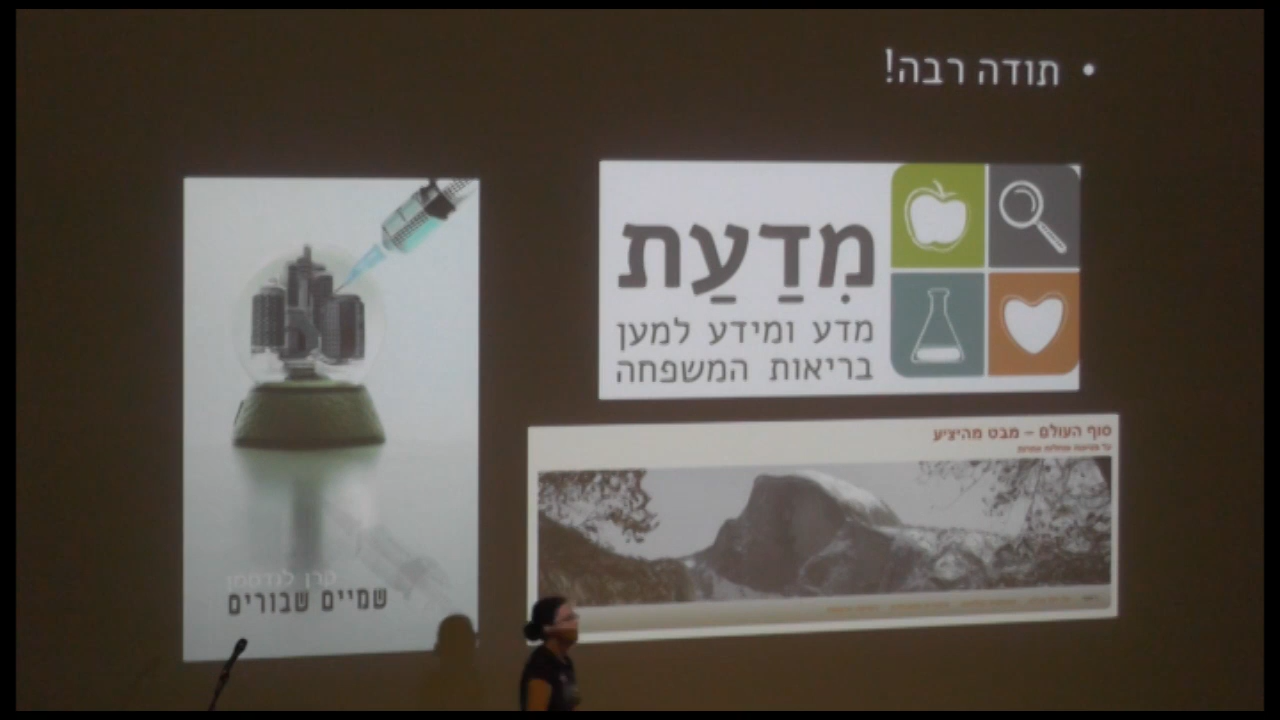 • תודה רבה!
מִדַעַת
מדע ומידע למען
בריאות המשפחה
סוף העולם – מבט מהיציע
קרן לנדסמן
שמיים שבורים